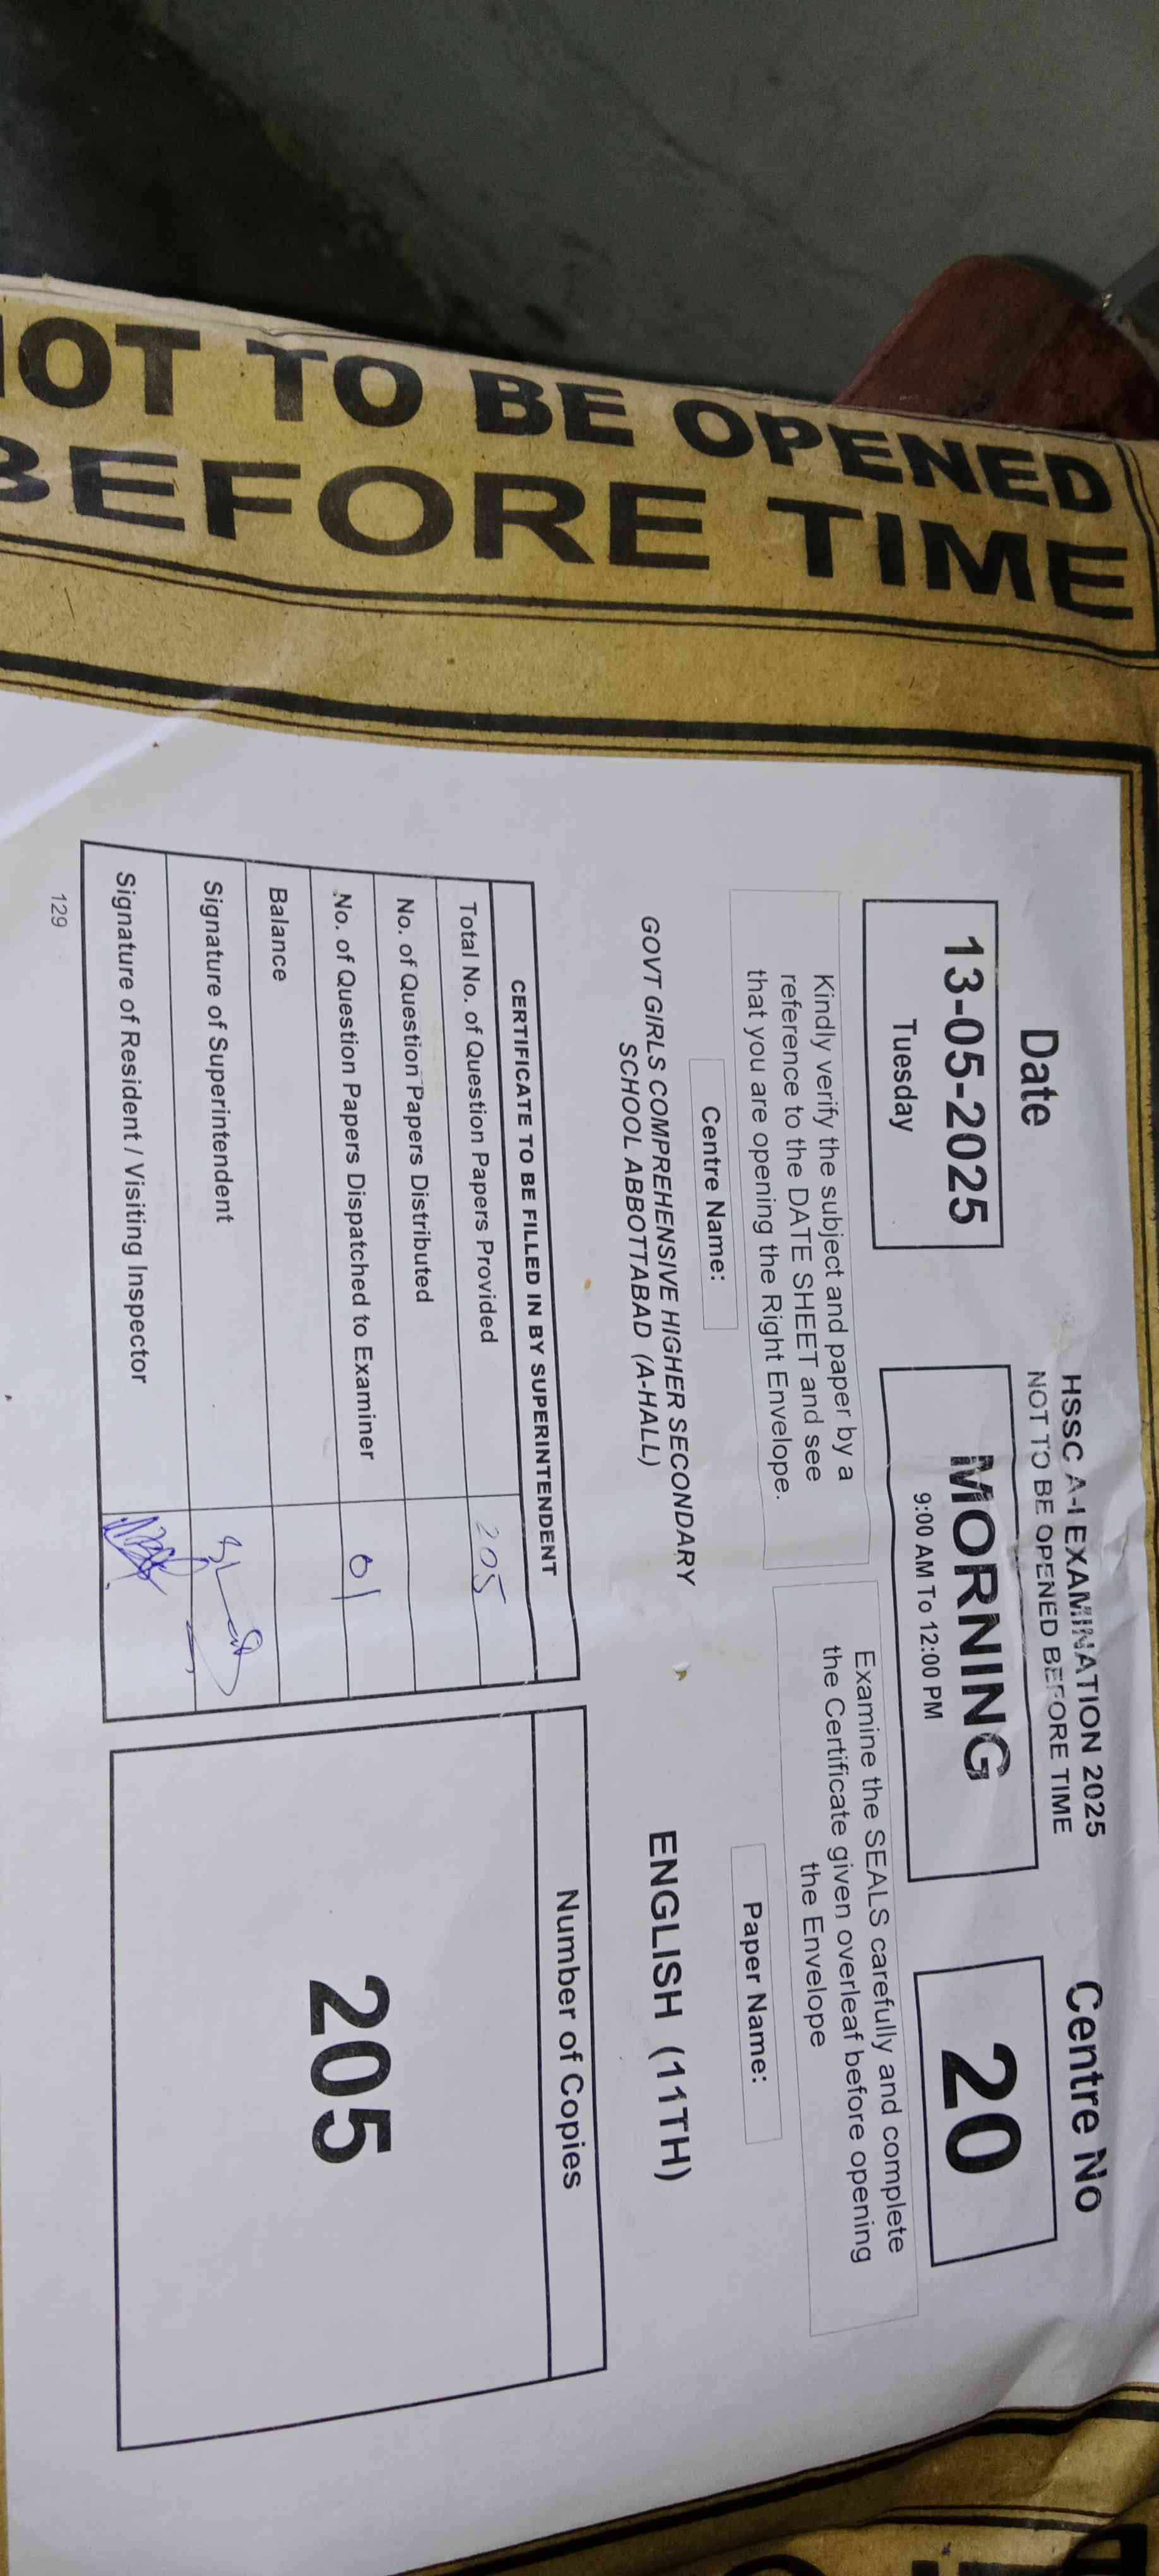 NOT TO BE OPENED
BEFORE TIME
HSSC A-I EXAMINATION 2025
NOT TO BE OPENED BEFORE TIME
Date
13-05-2025
Tuesday
MORNING
9:00 AM To 12:00 PM
Centre No
20
Kindly verify the subject and paper by a
reference to the DATE SHEET and see
that you are opening the Right Envelope.
Examine the SEALS carefully and complete
the Certificate given overleaf before opening
the Envelope
Centre Name:
GOVT GIRLS COMPREHENSIVE HIGHER SECONDARY
SCHOOL ABBOTTABAD (A-HALL)
Paper Name:
ENGLISH (11TH)
CERTIFICATE TO BE FILLED IN BY SUPERINTENDENT
Total No. of Question Papers Provided 205
No. of Question Papers Distributed
No. of Question Papers Dispatched to Examiner 01
Balance
Signature of Superintendent
Signature of Resident / Visiting Inspector
Number of Copies
205
129